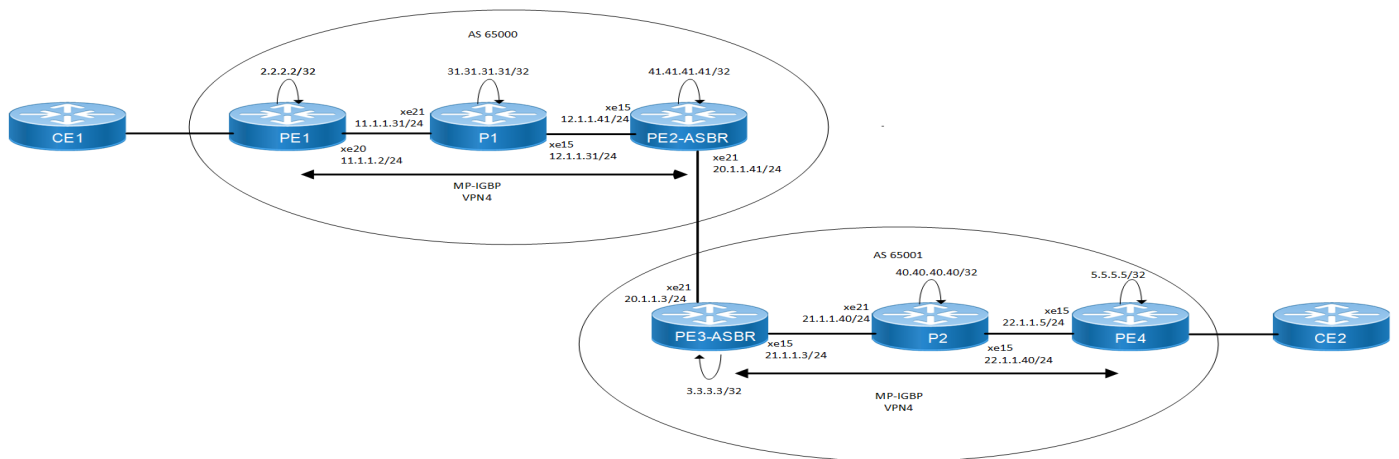 AS 65000
2.2.2.2/32
31.31.31.31/32
41.41.41.41/32
CE1
PE1
xe21
11.1.1.31/24
P1
xe15
12.1.1.41/24
PE2-ASBR
xe20
11.1.1.2/24
xe15
12.1.1.31/24
xe21
20.1.1.41/24
MP-IGBP
VPN4
AS 65001
40.40.40.40/32
5.5.5.5/32
xe21
20.1.1.3/24
PE3-ASBR
xe21
21.1.1.40/24
P2
xe15
22.1.1.5/24
PE4
CE2
xe15
21.1.1.3/24
xe15
22.1.1.40/24
3.3.3.3/32
MP-IGBP
VPN4